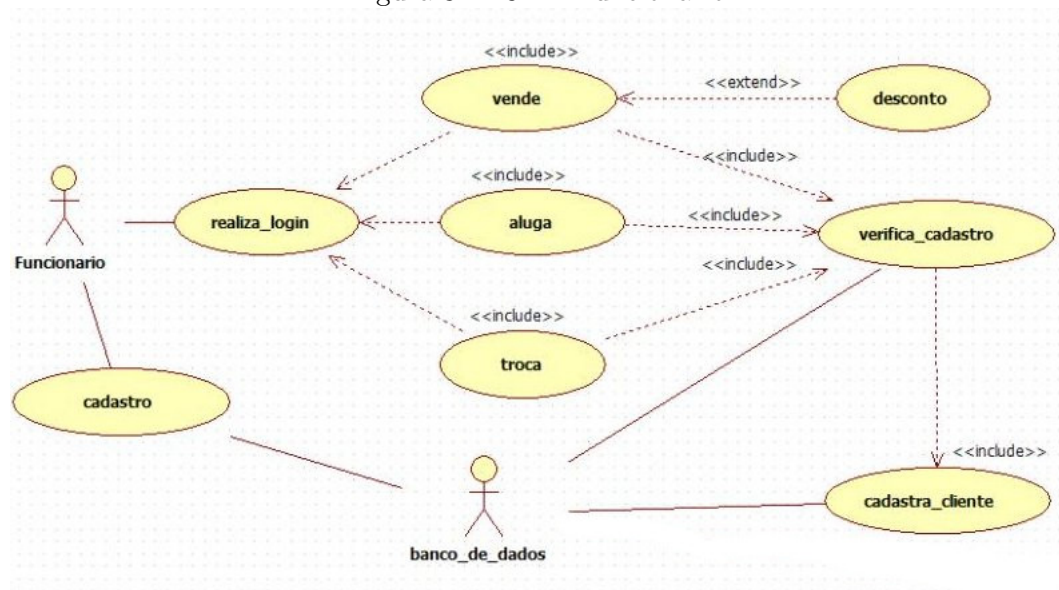 <<include>>
vende
<<extend>>
desconto
<<include>>
<<include>>
realiza_login
aluga
<<include>>
verifica_cadastro
Funcionario
<<include>>
<<include>>
troca
cadastro
<<include>>
cadastra_cliente
banco_de_dados